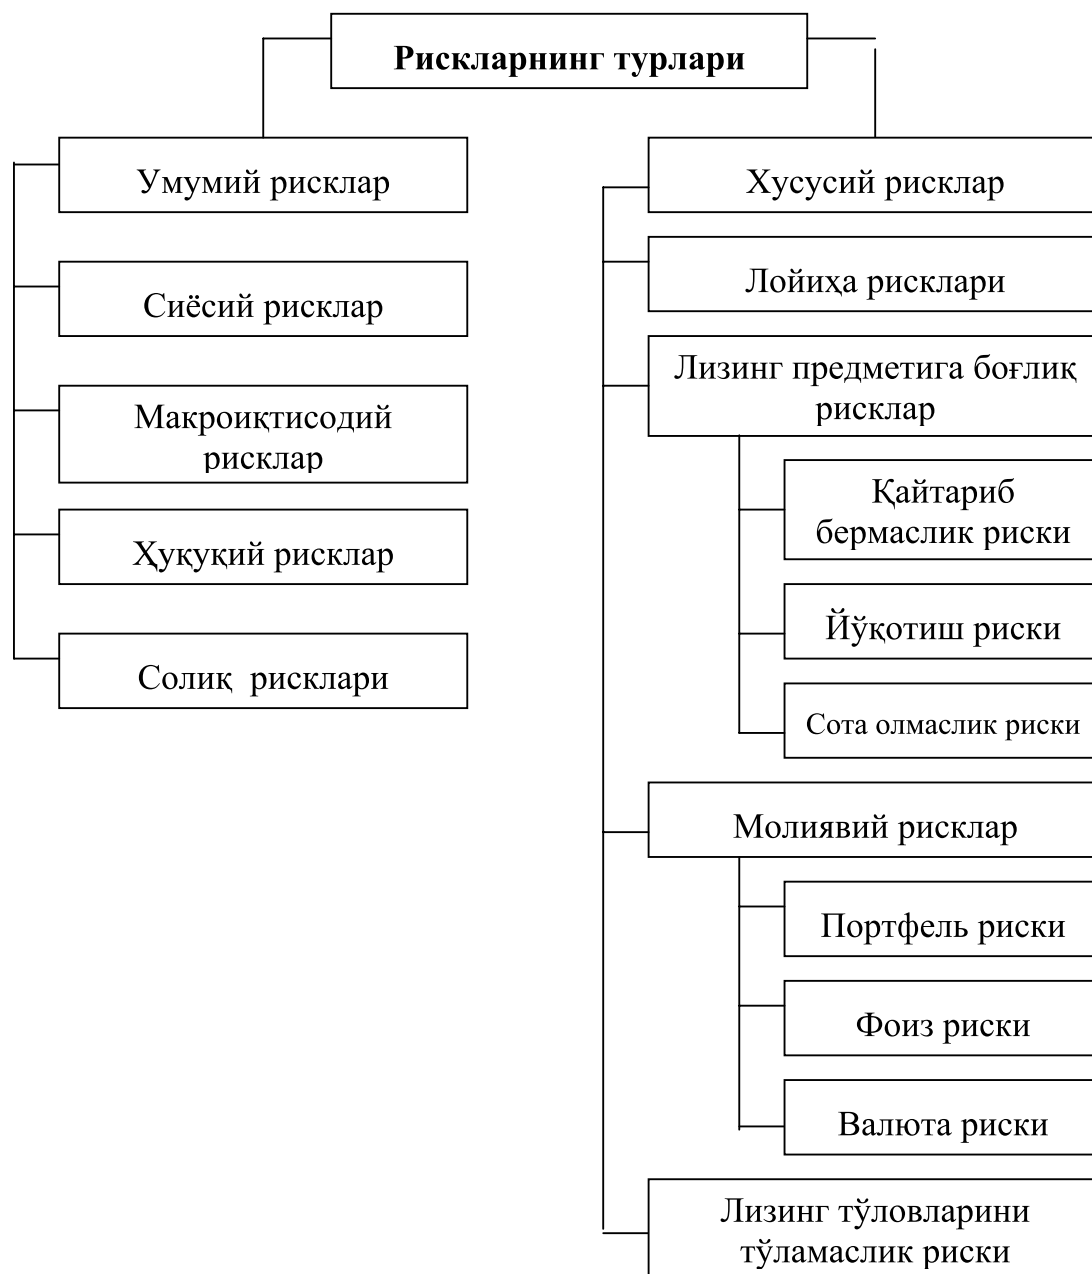 Рискларнинг турлари
Умумий рисклар
Сиёсий рисклар
Макроиқтисодий
рисклар
Ҳуқуқий рисклар
Солиқ рисклари
Хусусий рисклар
Лойиҳа рисклари
Лизинг предметига боғлиқ
рисклар
Қайтариб
бермаслик риски
Йўқотиш риски
Сота олмаслик риски
Молиявий рисклар
Портфель риски
Фоиз риски
Валюта риски
Лизинг тўловларини
тўламаслик риски